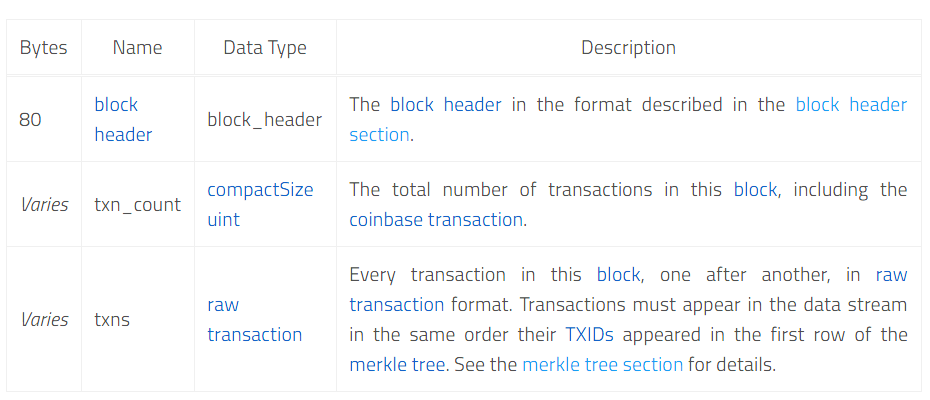 Bytes Name Data Type Description
80 block header block_header The block header in the format described in the block header section.
Varies txn_count compactSize uint The total number of transactions in this block, including the coinbase transaction.
Varies txns raw transaction Every transaction in this block, one after another, in raw transaction format. Transactions must appear in the data stream in the same order their TXIDs appeared in the first row of the merkle tree. See the merkle tree section for details.